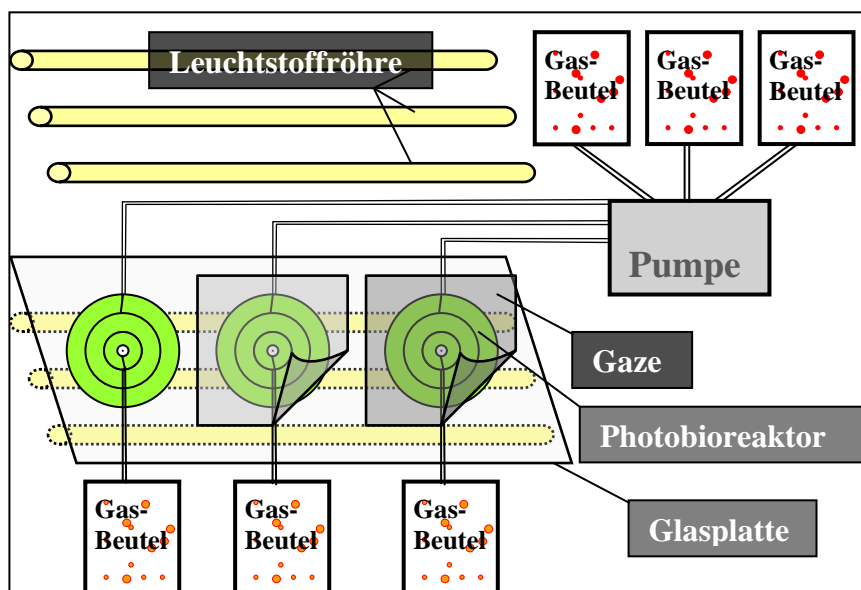 Leuchtstoffröhre
Gas-
Beutel
Gas-
Beutel
Gas-
Beutel
Pumpe
Gaze
Photobioreaktor
Glasplatte
Gas-
Beutel
Gas-
Beutel
Gas-
Beutel